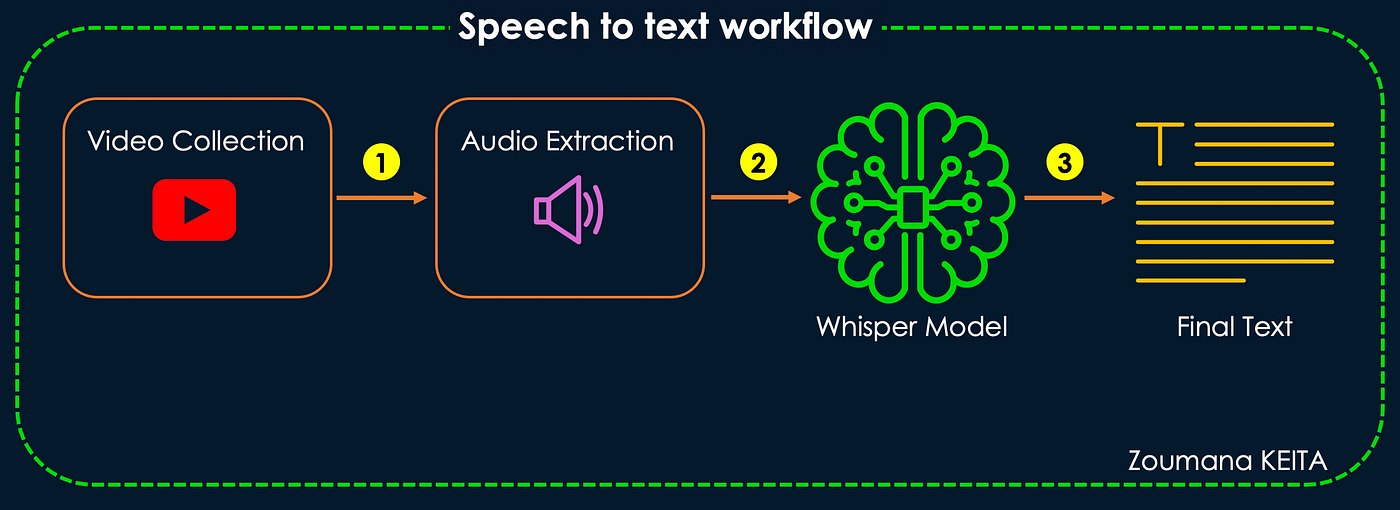 Speech to text workflow
Video Collection
1
Audio Extraction
2
Whisper Model
3
T
Final Text
Zoumana KEITA